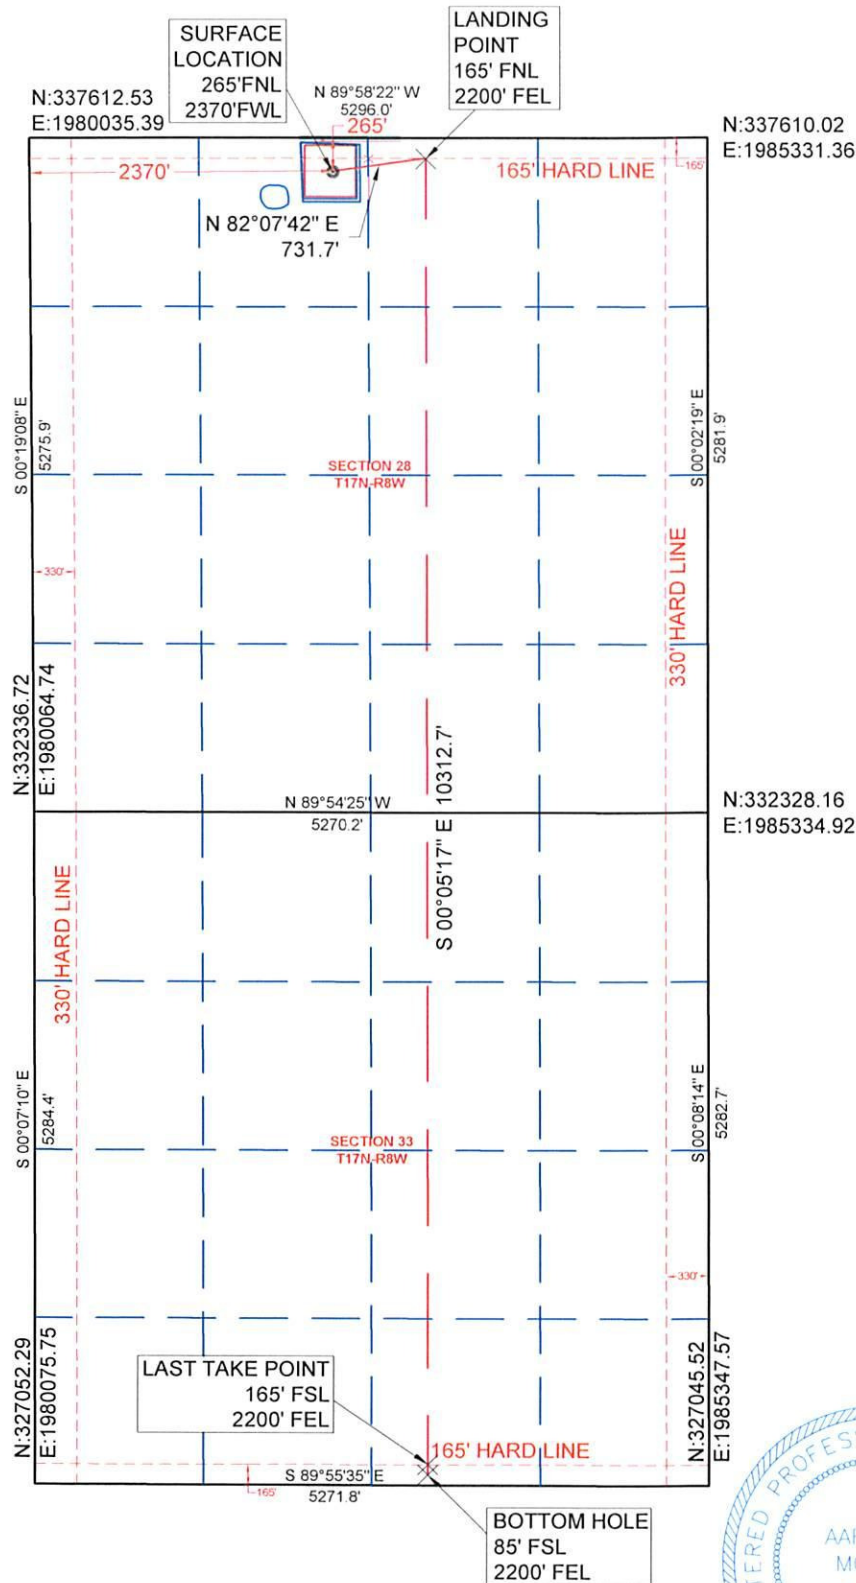 SURFACE
LOCATION
265'FNL
2370'FWL
LANDING
POINT
165' FNL
2200' FEL
N 89°58'22" W
5296.0'
N:337612.53
E:1980035.39
N:337610.02
E:1985331.36
265'
2370'
165' HARD LINE
165'
N 82°07'42" E
731.7'
S 00°19'08" E
5275.9'
S 00°02'19" E
5281.9'
SECTION 28
T17N-R8W
330'
330' HARD LINE
N:332336.72
E:1980064.74
S 00°05'17" E 10312.7'
N 89°54'25" W
5270.2'
N:332328.16
E:1985334.92
330' HARD LINE
S 00°07'10" E
5284.4'
S 00°08'14" E
5282.7'
SECTION 33
T17N-R8W
330'
N:327052.29
E:1980075.75
N:327045.52
E:1985347.57
LAST TAKE POINT
165' FSL
2200' FEL
165' HARD LINE
S 89°55'35" E
5271.8'
165'
BOTTOM HOLE
85' FSL
2200' FEL